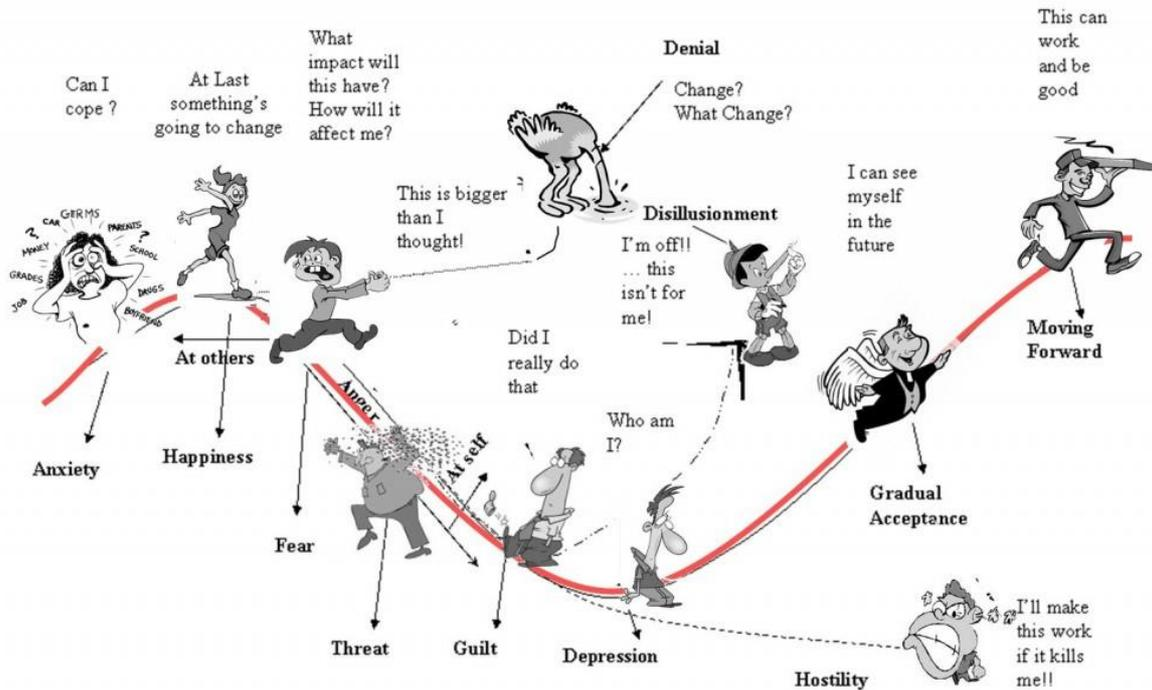 Can I
cope ?
At Last
something's
going to change
What
impact will
this have?
How will it
affect me?
Denial
Change?
What Change?
This can
work
and be
good
This is bigger
than I
thought!
?
Disillusionment
I'm off!!
... this
isn't for
me!
I can see
myself
in the
future
GERMS
CAR
PARENTS
?
?
MONEY
SCHOOL
GRADES
DRUGS
JOB
BOYFRIEND
At others
Moving
Forward
Did I
really do
that
Anger
At self
Who am
I?
Anxiety
Happiness
Gradual
Acceptance
Fear
Threat
Guilt
Depression
I'll make
this work
if it kills
me!!
Hostility